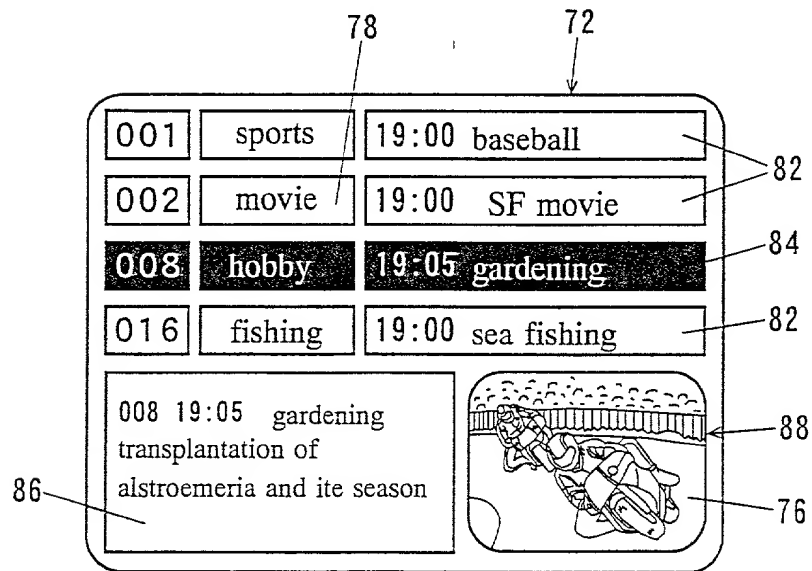 78
72
001 sports 19:00 baseball
82
002 movie 19:00 SF movie
84
008 hobby 19:05 gardening
82
016 fishing 19:00 sea fishing
008 19:05 gardening
transplantation of
alstroemeria and ite season
88
86
76